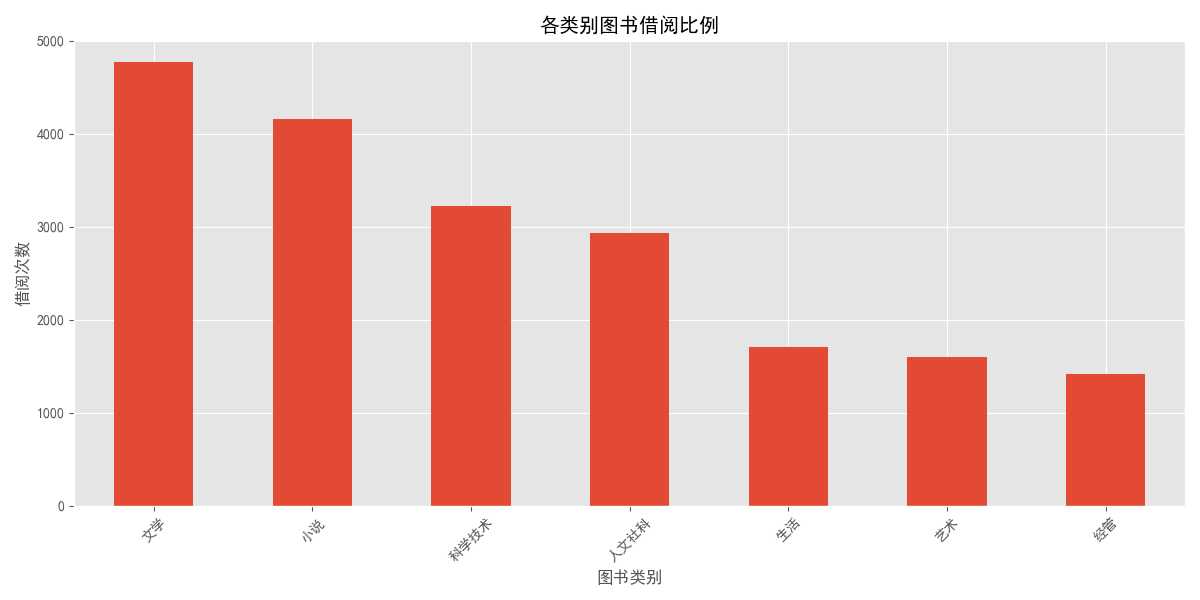 各类别图书借阅比例
借阅次数
5000
4000
3000
2000
1000
0
文学
小说
科学技术
人文社科
生活
艺术
经管
图书类别